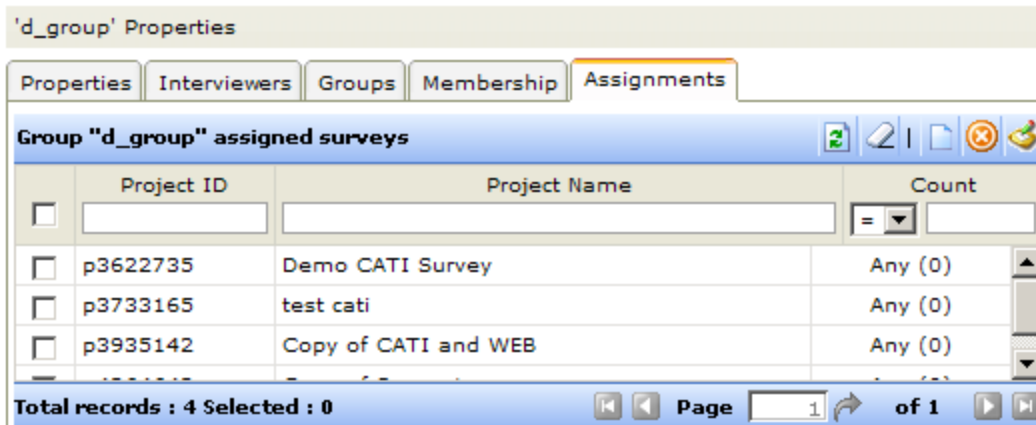 'd_group' Properties
Properties Interviewers Groups Membership Assignments
Group "d_group" assigned surveys
Project ID Project Name Count
=
p3622735 Demo CATI Survey Any (0)
p3733165 test cati Any (0)
p3935142 Copy of CATI and WEB Any (0)
Total records : 4 Selected : 0 Page 1 of 1